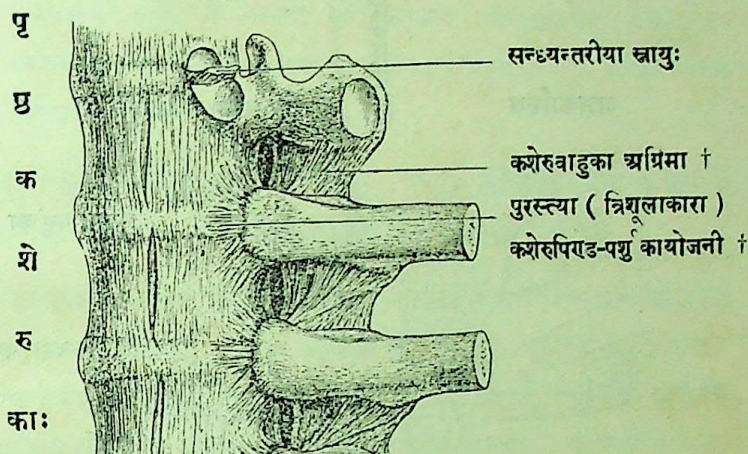 पृ
ष्ठ
क
शे
रु
काः
सन्ध्यन्तरीया स्नायुः
कशेरुवाहुका अग्रिमा †
पुरस्त्या ( त्रिशूलाकारा )
कशेरुपिण्ड-पर्शुकायोजनी †